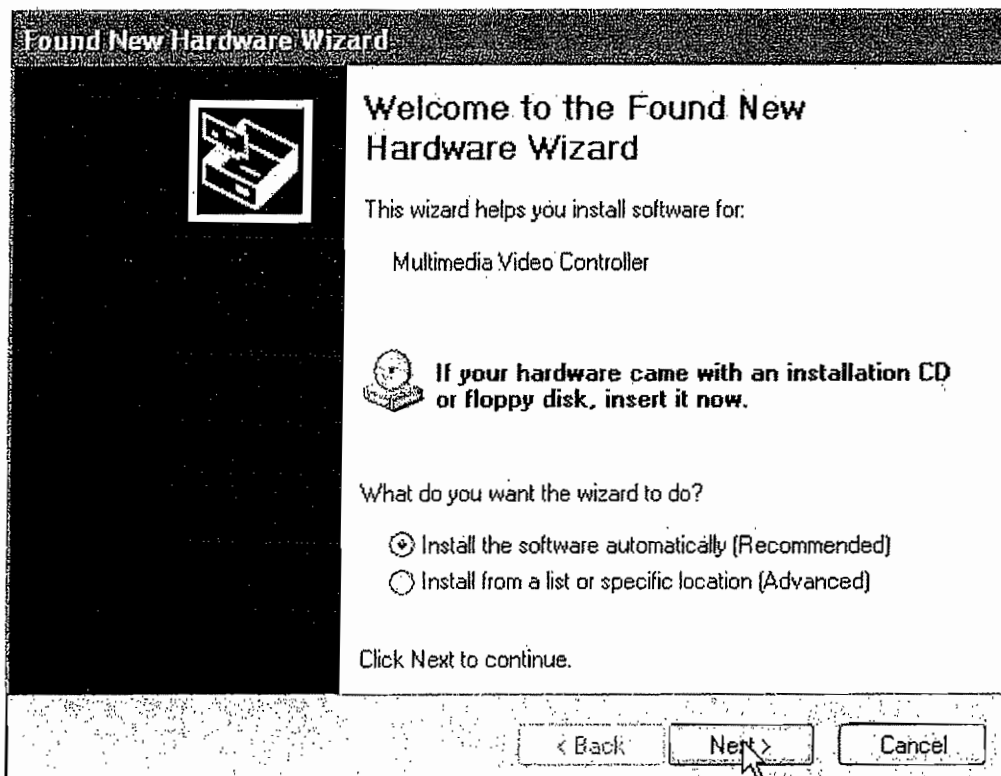 Found New Hardware Wizard
Welcome to the Found New
Hardware Wizard
This wizard helps you install software for:
Multimedia Video Controller
If your hardware came with an installation CD
or floppy disk, insert it now.
What do you want the wizard to do?
Install the software automatically (Recommended)
Install from a list or specific location (Advanced)
Click Next to continue.
< Back
Next >
Cancel